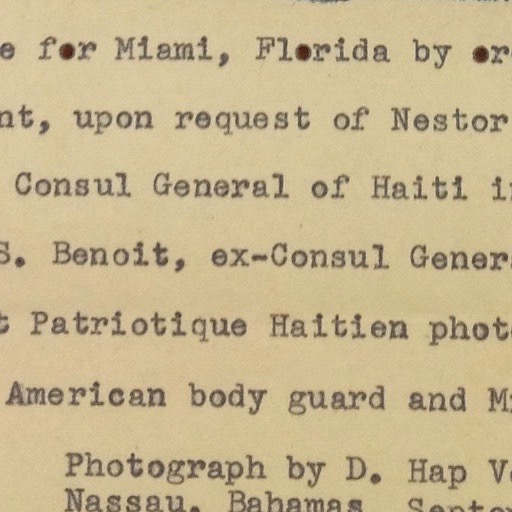 e for Miami, Florida by or
nt, upon request of Nestor
Consul General of Haiti i
S. Benoit, ex-Consul Gener
t Patriotique Haitien phot
American body guard and M
Photograph by D. Hap V
Nassau, Bahamas Septe